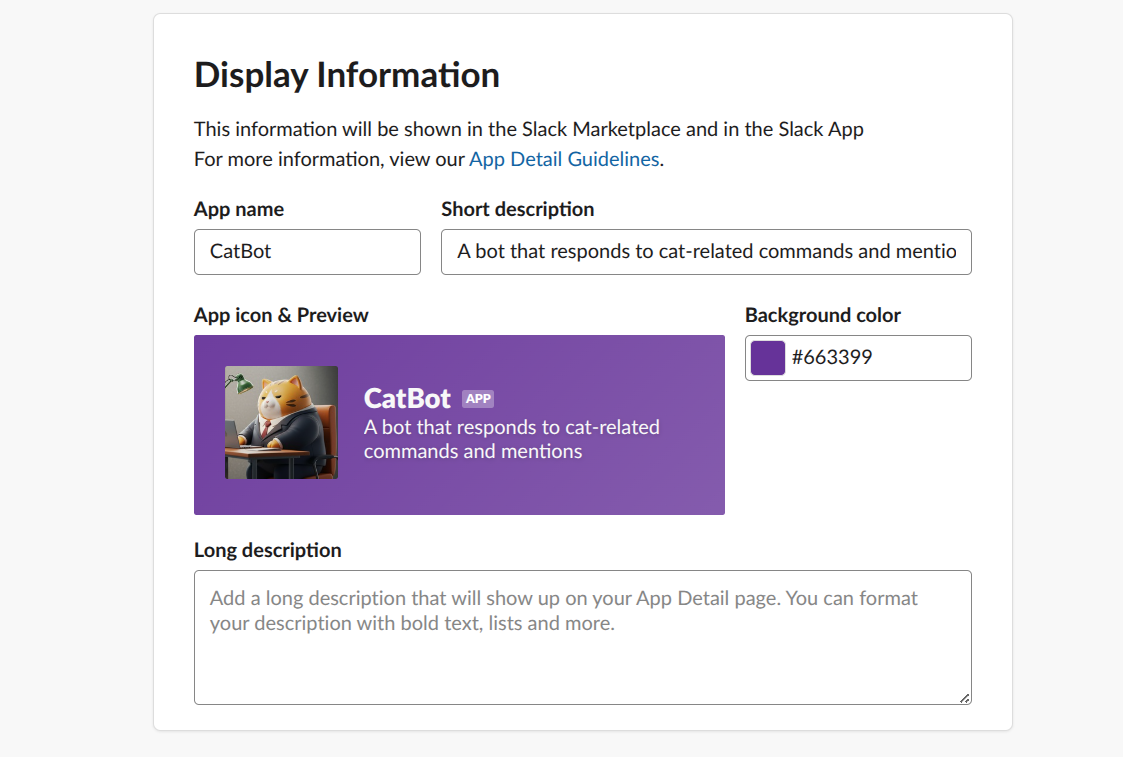 Display Information
This information will be shown in the Slack Marketplace and in the Slack App
For more information, view our App Detail Guidelines.
App name
Short description
CatBot
A bot that responds to cat-related commands and mentio
App icon & Preview
Background color
CatBot APP
A bot that responds to cat-related
commands and mentions
#663399
Long description
Add a long description that will show up on your App Detail page. You can format
your description with bold text, lists and more.